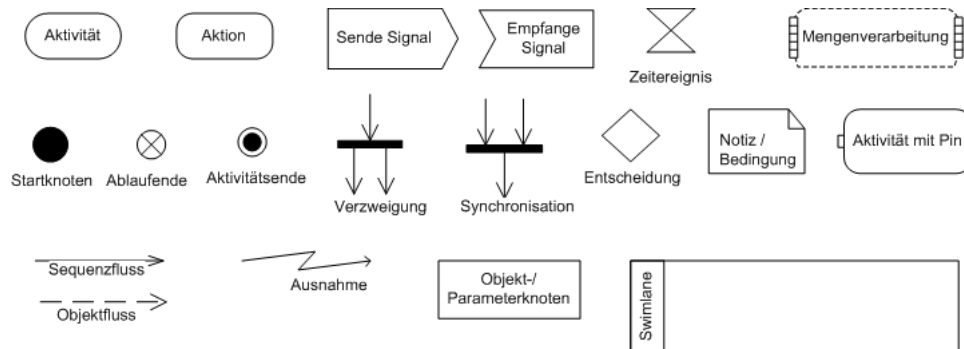 Aktivität
Aktion
Sende Signal
Empfange
Signal
Zeitereignis
Mengenverarbeitung
Startknoten
Ablaufende
Aktivitätsende
Verzweigung
Synchronisation
Entscheidung
Notiz /
Bedingung
Aktivität mit Pin
Sequenzfluss
Objektfluss
Ausnahme
Objekt-/
Parameterknoten
Swimlane